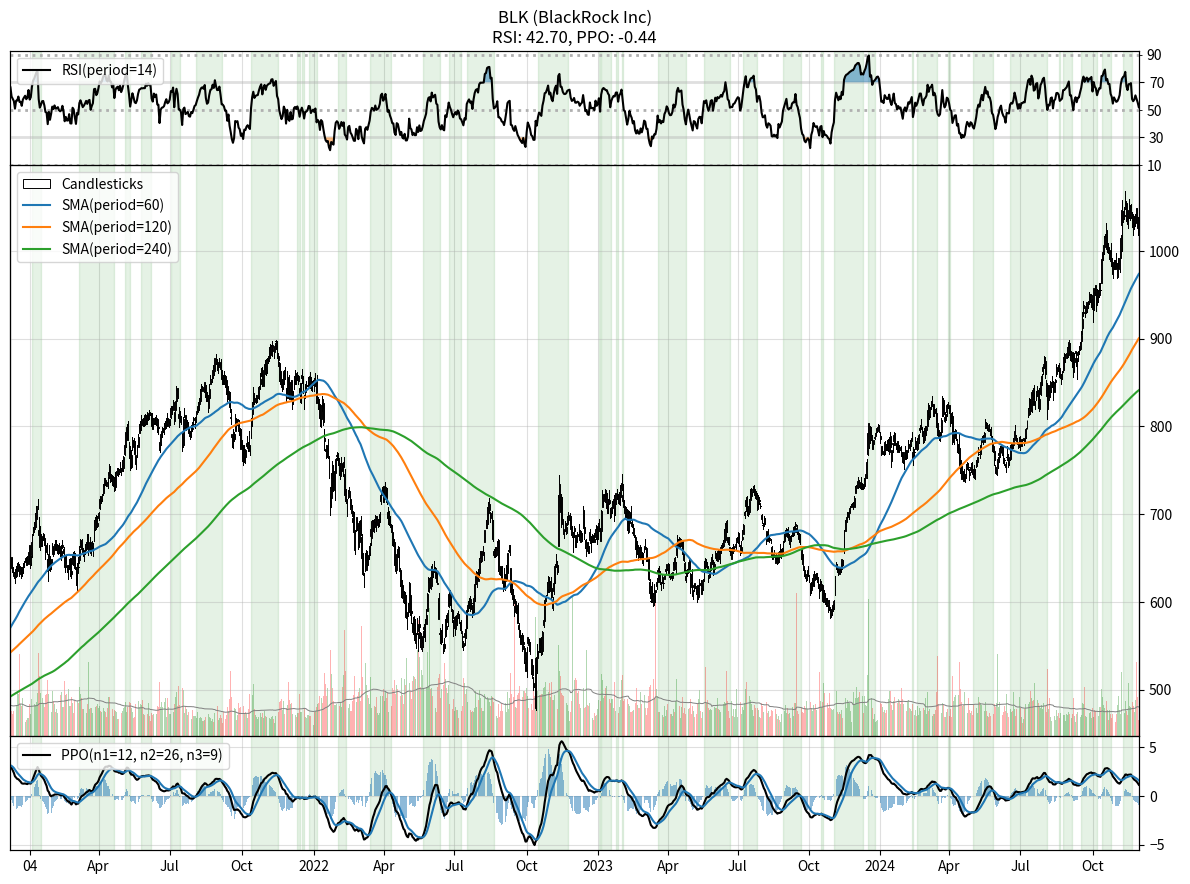 BLK (BlackRock Inc)
RSI: 42.70, PPO: -0.44
RSI(period=14)
90
70
50
30
10
Candlesticks
SMA(period=60)
SMA(period=120)
SMA(period=240)
1000
900
800
700
600
500
PPO(n1=12, n2=26, n3=9)
5
0
−5
04 Apr Jul Oct 2022 Apr Jul Oct 2023 Apr Jul Oct 2024 Apr Jul Oct